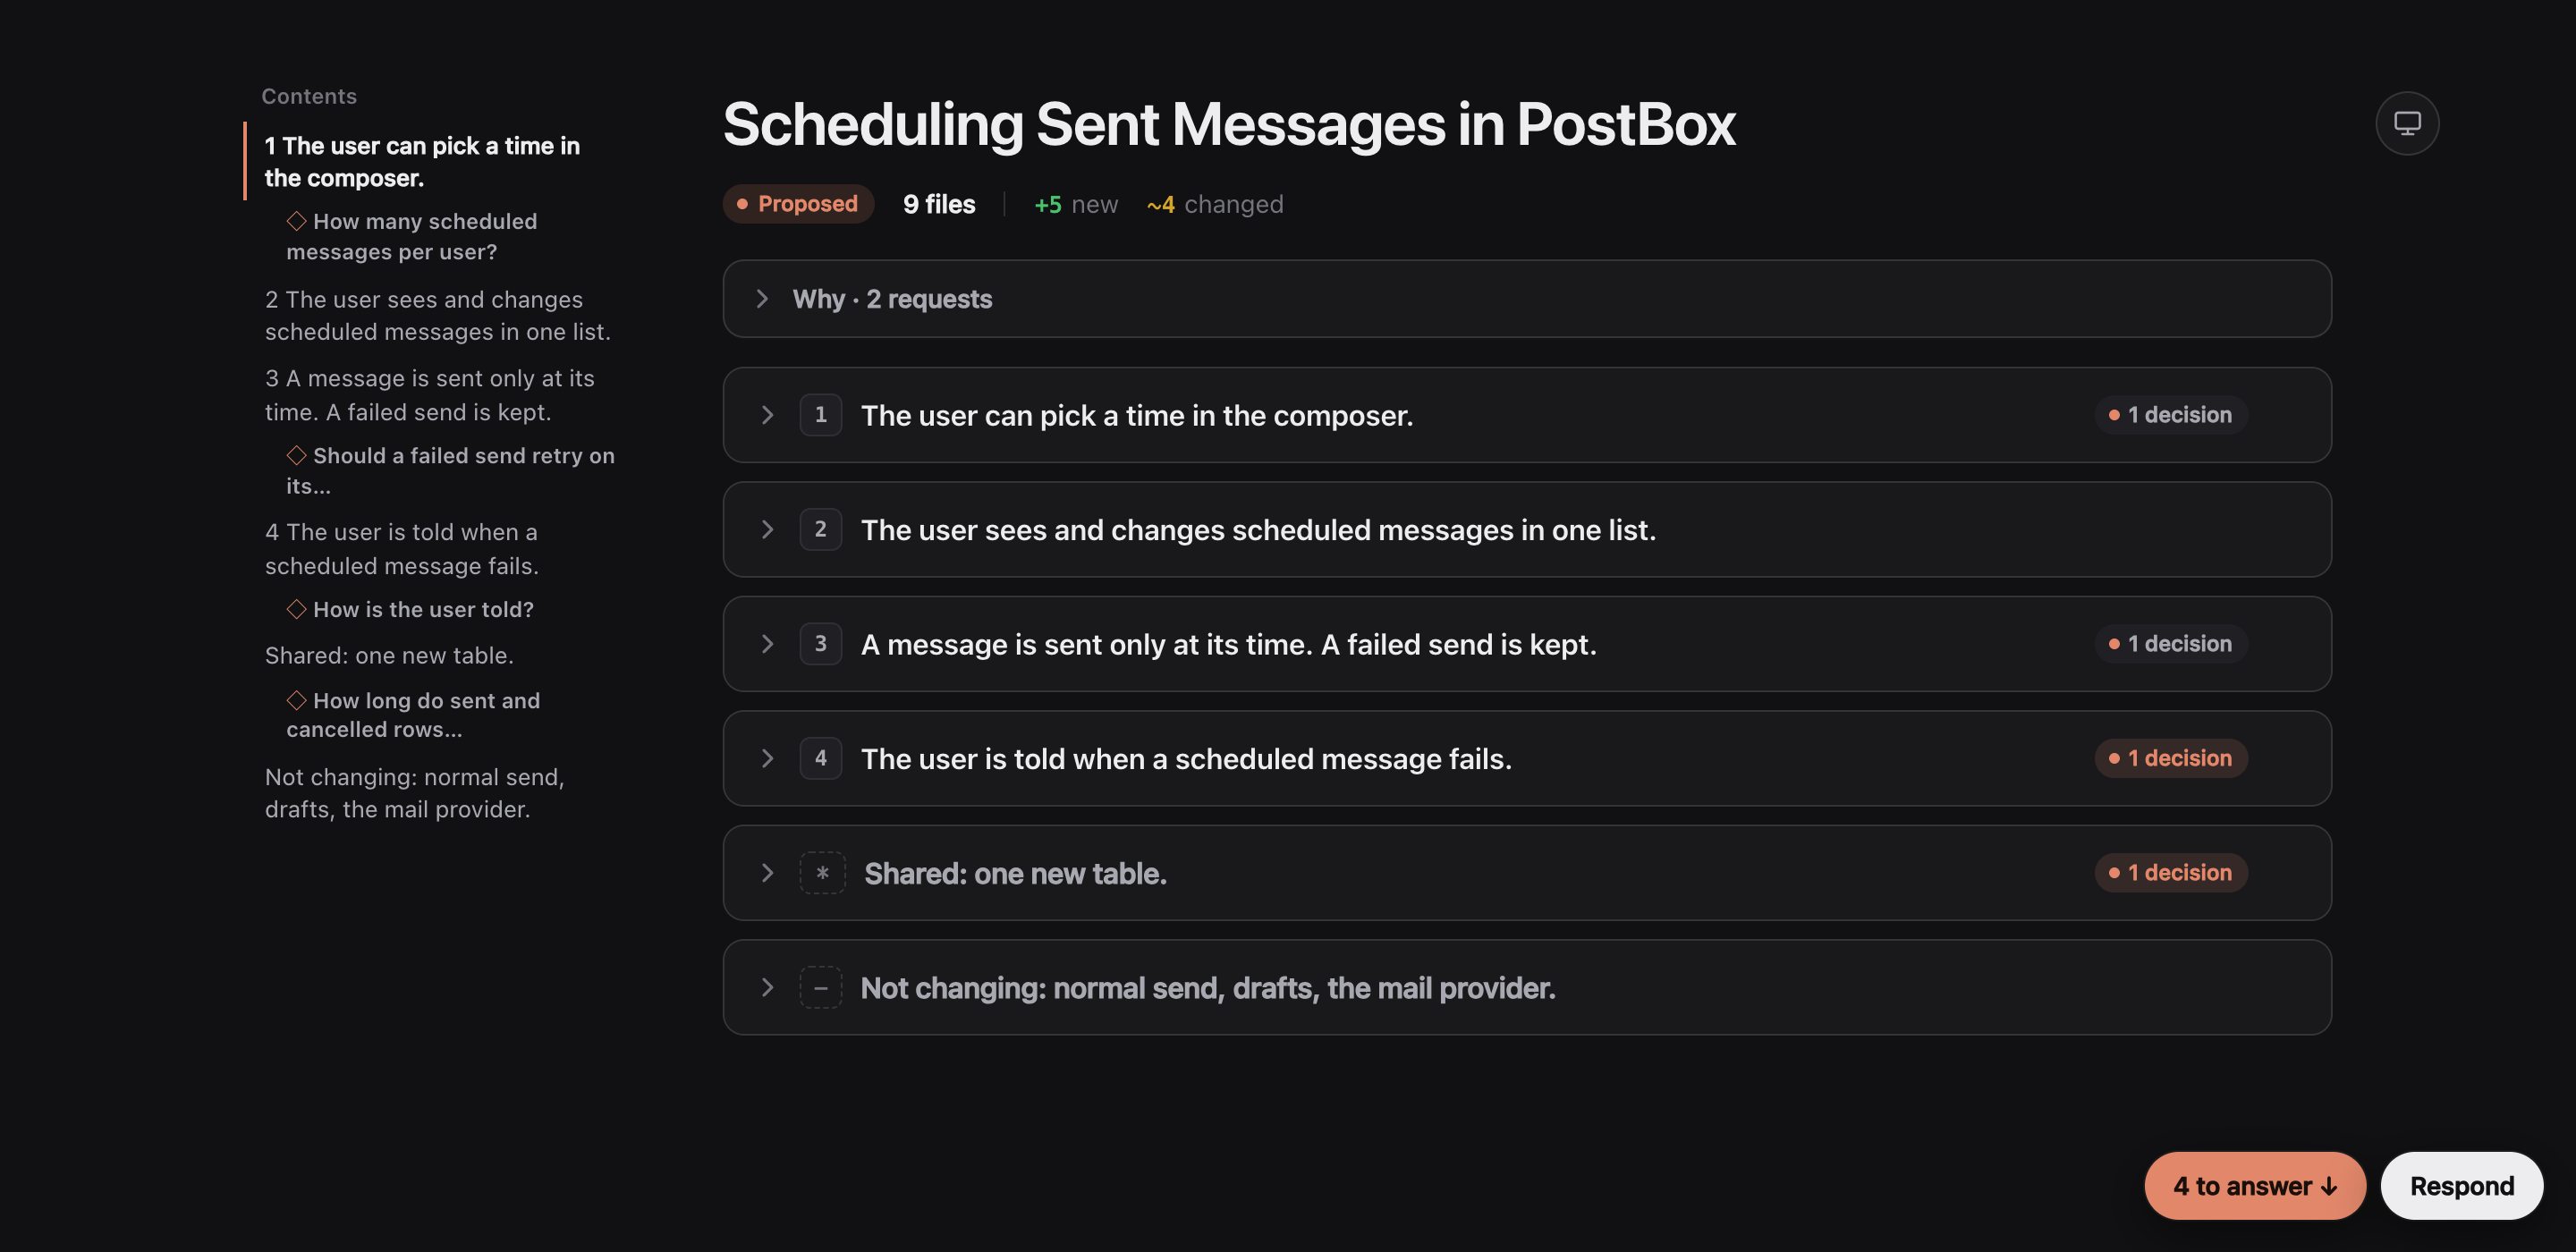 Contents
1 The user can pick a time in
the composer.
◇ How many scheduled
messages per user?
2 The user sees and changes
scheduled messages in one list.
3 A message is sent only at its
time. A failed send is kept.
◇ Should a failed send retry on
its...
4 The user is told when a
scheduled message fails.
◇ How is the user told?
Shared: one new table.
◇ How long do sent and
cancelled rows...
Not changing: normal send,
drafts, the mail provider.
Scheduling Sent Messages in PostBox
Proposed 9 files +5 new ~4 changed
Why · 2 requests
1 The user can pick a time in the composer. 1 decision
2 The user sees and changes scheduled messages in one list.
3 A message is sent only at its time. A failed send is kept. 1 decision
4 The user is told when a scheduled message fails. 1 decision
* Shared: one new table. 1 decision
– Not changing: normal send, drafts, the mail provider.
4 to answer ↓ Respond